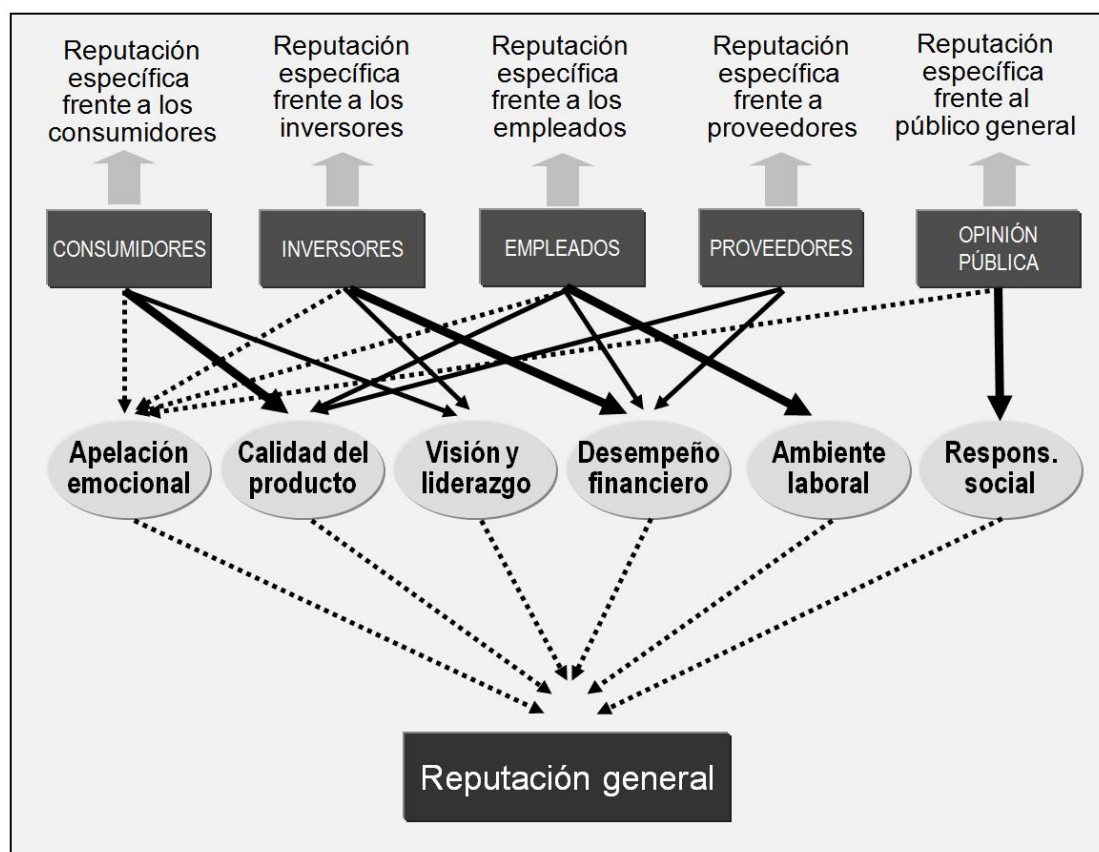 Reputación
específica
frente a los
consumidores
Reputación
específica
frente a los
inversores
Reputación
específica
frente a los
empleados
Reputación
específica
frente a
proveedores
Reputación
específica
frente al
público general
CONSUMIDORES
INVERSORES
EMPLEADOS
PROVEEDORES
OPINIÓN
PÚBLICA
Apelación
emocional
Calidad del
producto
Visión y
liderazgo
Desempeño
financiero
Ambiente
laboral
Respons.
social
Reputación general